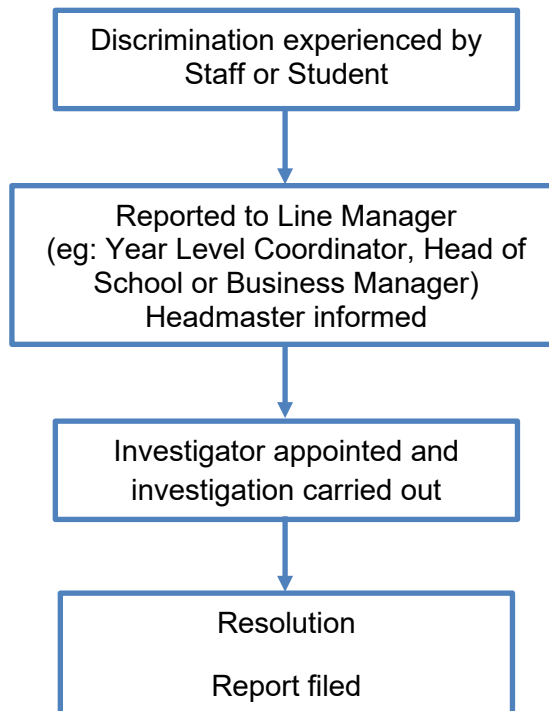 Discrimination experienced by
Staff or Student
Reported to Line Manager
(eg: Year Level Coordinator, Head of
School or Business Manager)
Headmaster informed
Investigator appointed and
investigation carried out
Resolution
Report filed